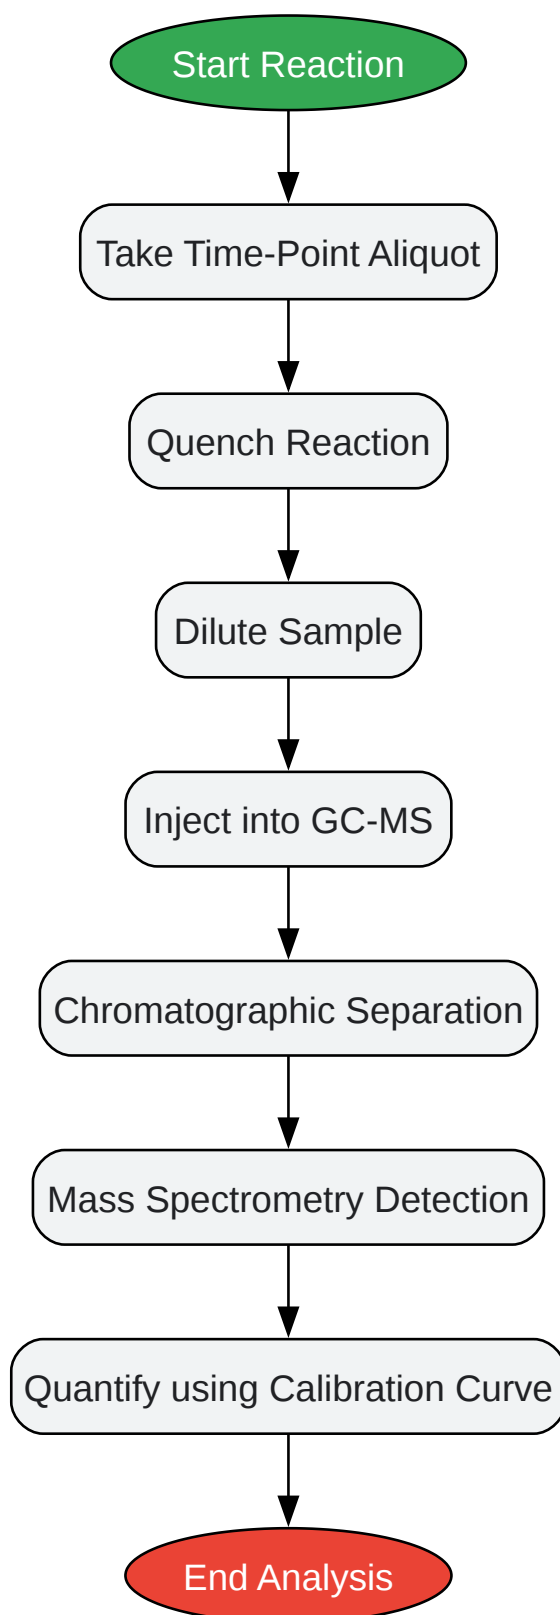 Start Reaction
Take Time-Point Aliquot
Quench Reaction
Dilute Sample
Inject into GC-MS
Chromatographic Separation
Mass Spectrometry Detection
Quantify using Calibration Curve
End Analysis